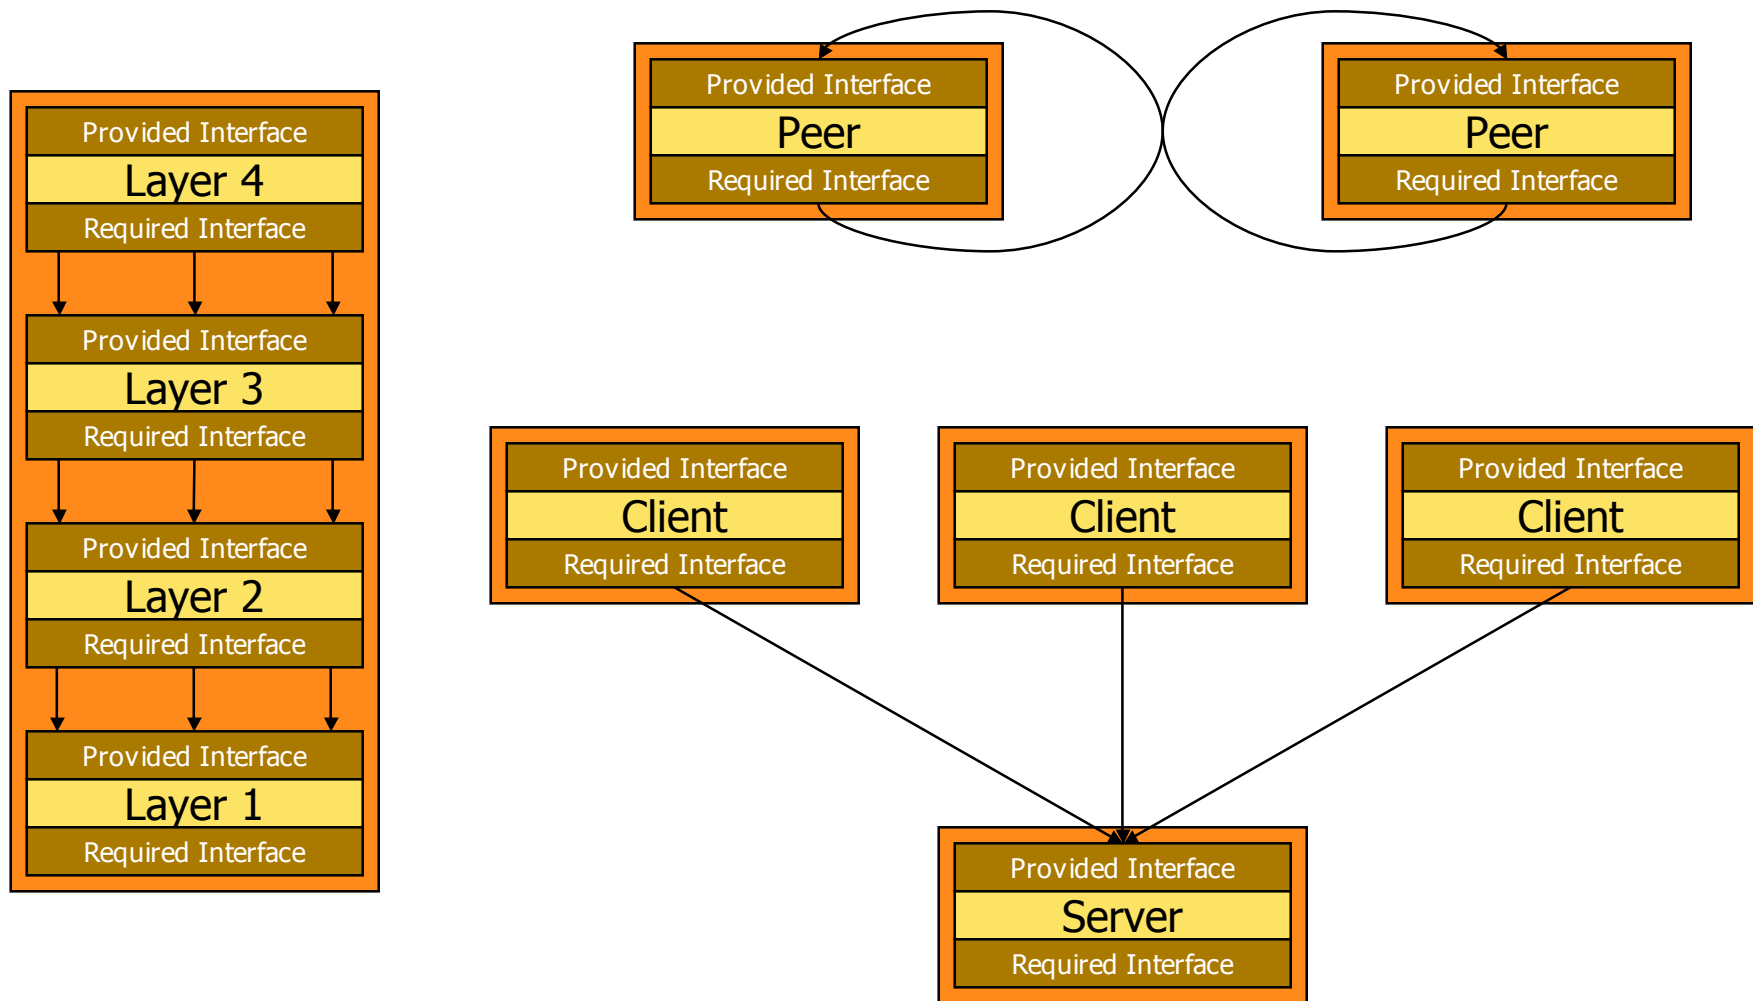 Provided Interface
Layer 4
Required Interface
Provided Interface
Layer 3
Required Interface
Provided Interface
Layer 2
Required Interface
Provided Interface
Layer 1
Required Interface
Provided Interface
Peer
Required Interface
Provided Interface
Peer
Required Interface
Provided Interface
Client
Required Interface
Provided Interface
Client
Required Interface
Provided Interface
Client
Required Interface
Provided Interface
Server
Required Interface